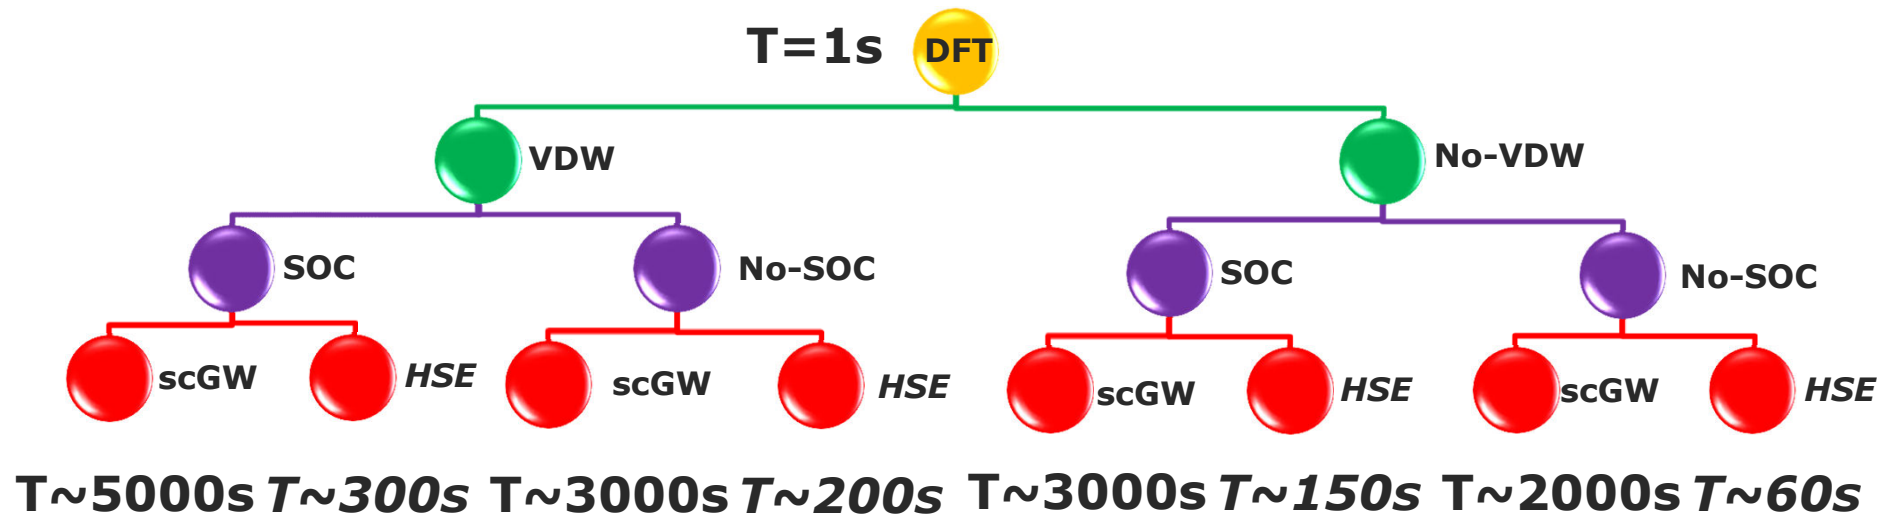 T=1s DFT
VDW No-VDW
SOC No-SOC SOC No-SOC
scGW HSE scGW HSE scGW HSE scGW HSE
T~5000s T~300s T~3000s T~200s T~3000s T~150s T~2000s T~60s